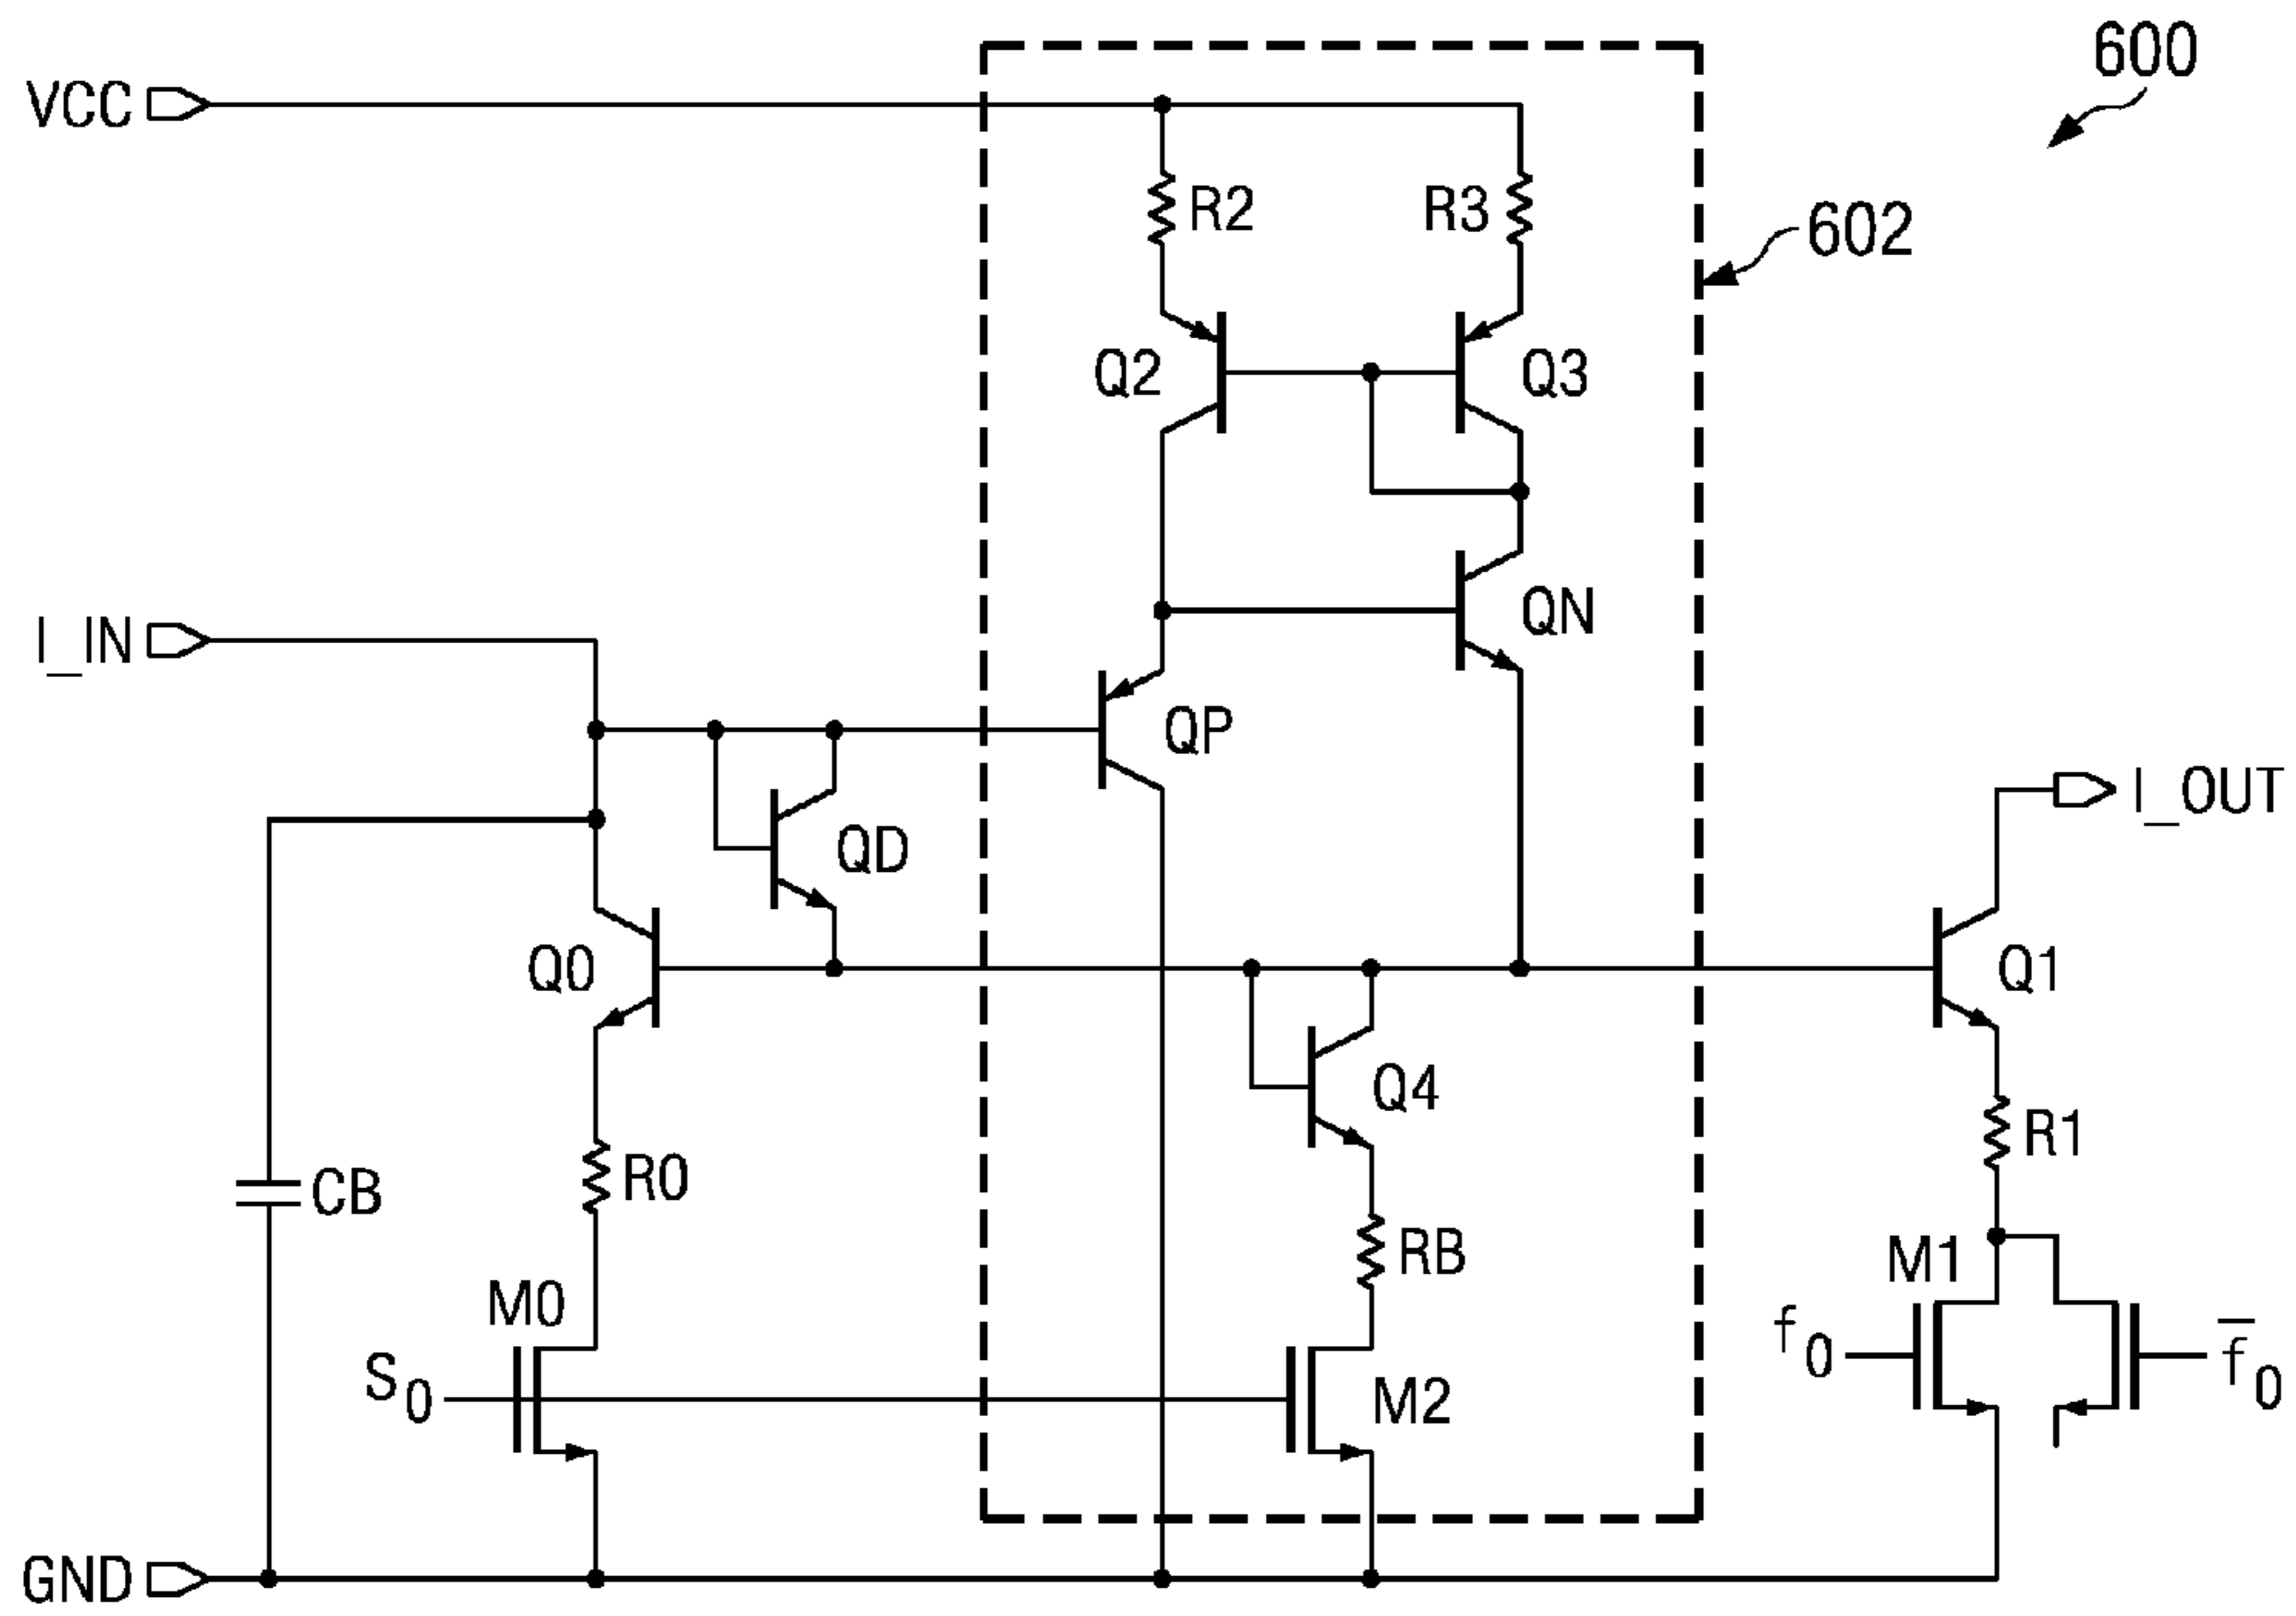 600
VCC
R2
R3
602
Q2
Q3
I_IN
QN
QP
I_OUT
QD
Q0
Q1
Q4
R0
CB
R1
RB
M0
M1
S0
f0
f̅0
M2
GND